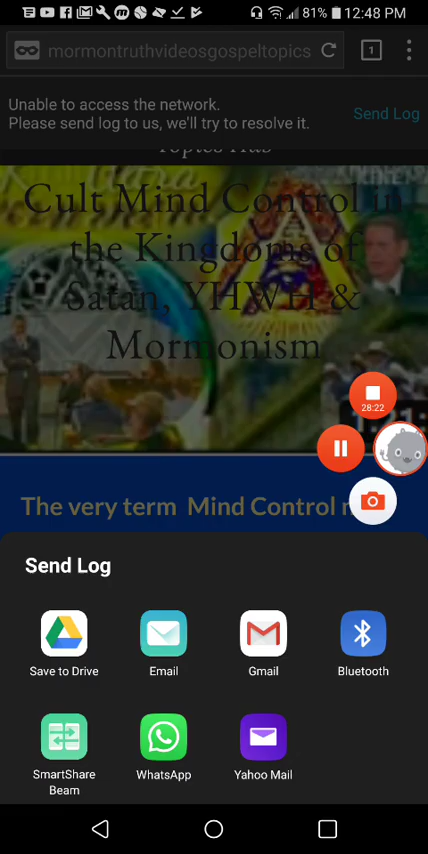 81% 12:48 PM
mormontruthvideosgospeltopics
1
Unable to access the network.
Please send log to us, we'll try to resolve it.
Send Log
Topics Hub
Cult Mind Control in
the Kingdoms of
Satan, YHWH &
Mormonism
28:22
The very term Mind Control
Send Log
Save to Drive
Email
Gmail
Bluetooth
SmartShare
Beam
WhatsApp
Yahoo Mail